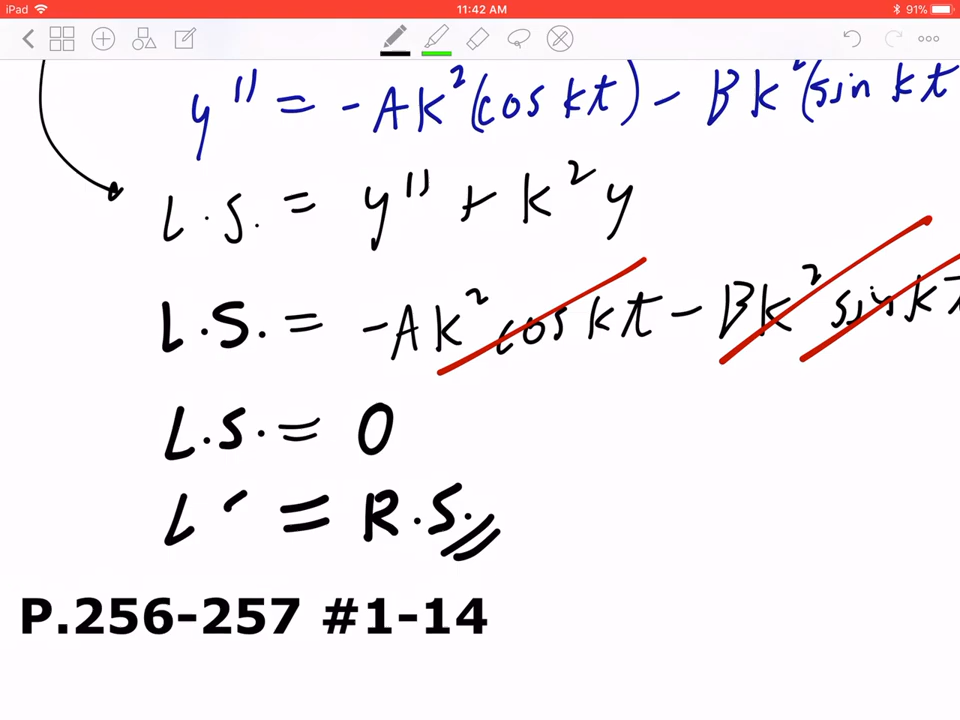 iPad 11:42 AM 91%
y'' = -AK²(cos kt) - BK²(sin kt
L.S. = y'' + K²y
L.S. = -AK² cos kt - BK² sin kt
L.S. = 0
L = R.S.
P.256-257 #1-14